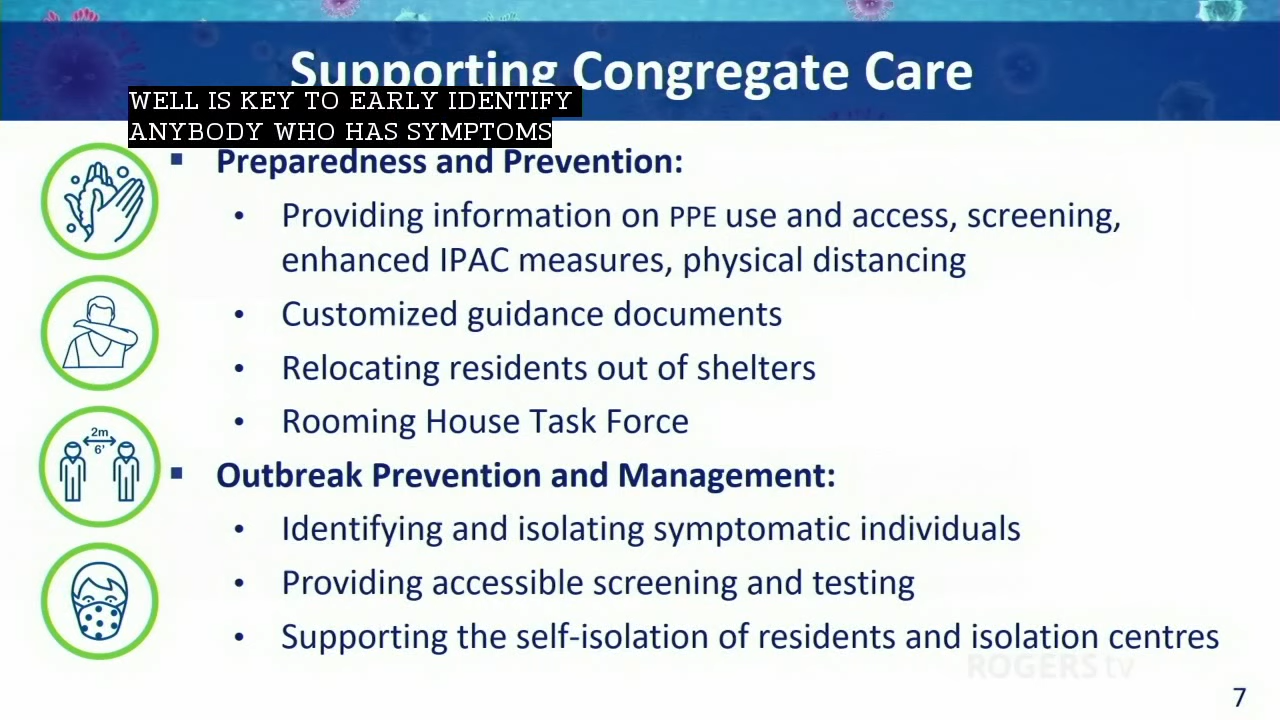 Supporting Congregate Care
WELL IS KEY TO EARLY IDENTIFY
ANYBODY WHO HAS SYMPTOMS
▪ Preparedness and Prevention:
• Providing information on PPE use and access, screening,
enhanced IPAC measures, physical distancing
• Customized guidance documents
• Relocating residents out of shelters
• Rooming House Task Force
2m
6'
▪ Outbreak Prevention and Management:
• Identifying and isolating symptomatic individuals
• Providing accessible screening and testing
• Supporting the self-isolation of residents and isolation centres
ROGERS tv
7